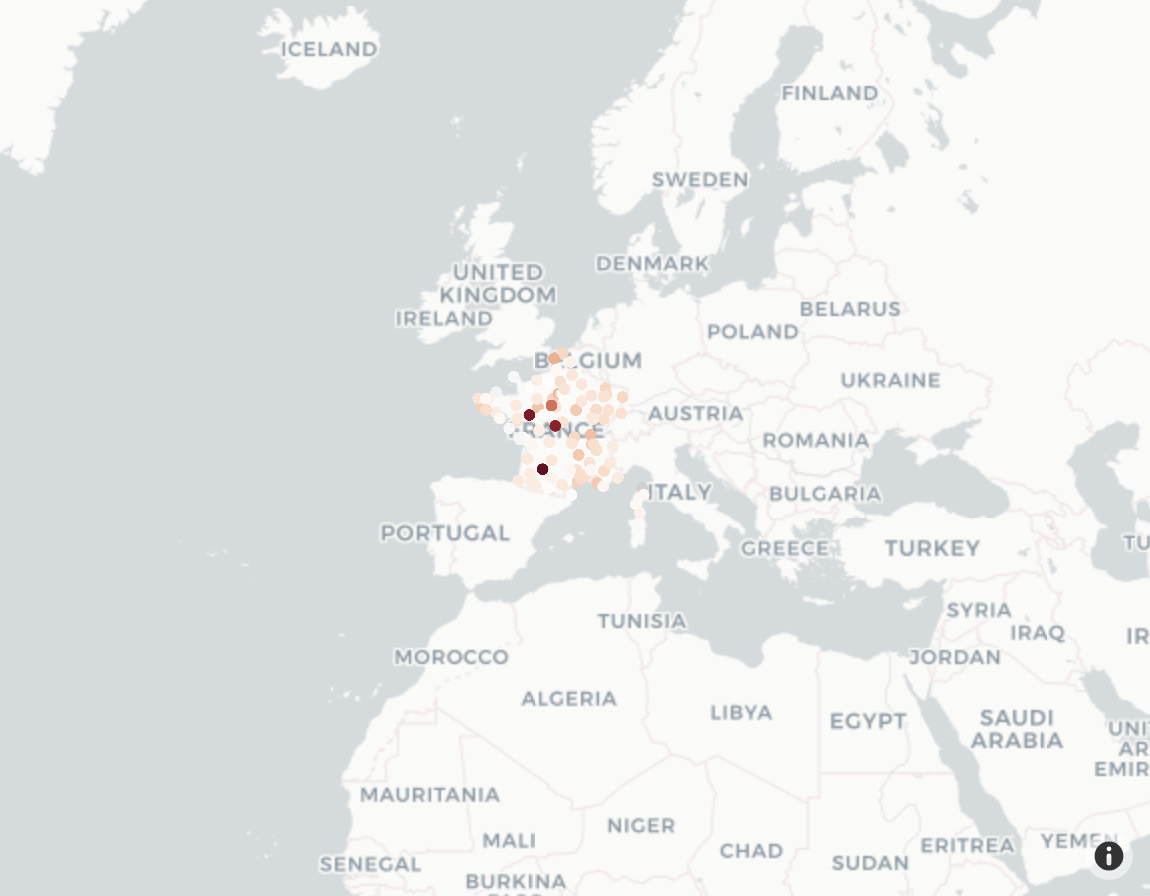 ICELAND
FINLAND
SWEDEN
DENMARK
UNITED
KINGDOM
IRELAND
BELARUS
POLAND
BELGIUM
UKRAINE
AUSTRIA
FRANCE
ROMANIA
ITALY
BULGARIA
PORTUGAL
GREECE
TURKEY
TU
SYRIA
TUNISIA
IRAQ
IR
MOROCCO
JORDAN
ALGERIA
LIBYA
EGYPT
SAUDI
ARABIA
UNI
AR
EMIR
MAURITANIA
NIGER
MALI
CHAD
ERITREA
YEMEN
SENEGAL
SUDAN
BURKINA